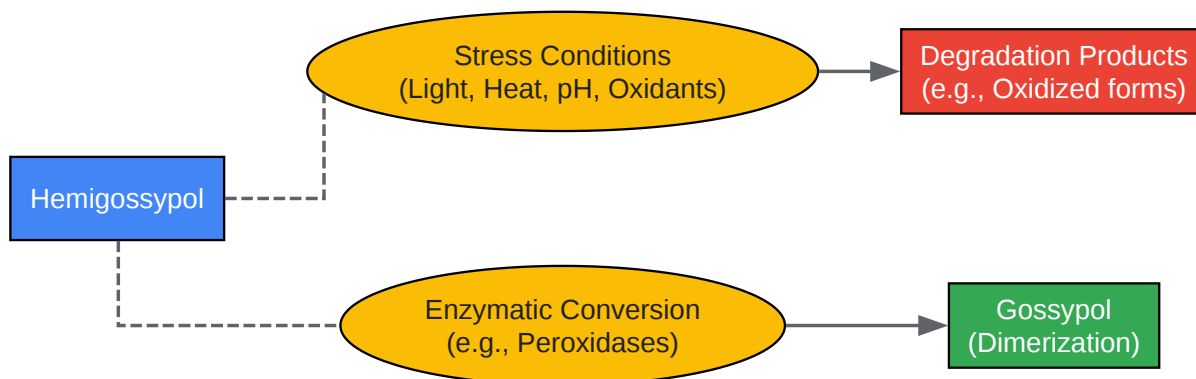 Stress Conditions
(Light, Heat, pH, Oxidants)
Degradation Products
(e.g., Oxidized forms)
Hemigossypol
Enzymatic Conversion
(e.g., Peroxidases)
Gossypol
(Dimerization)